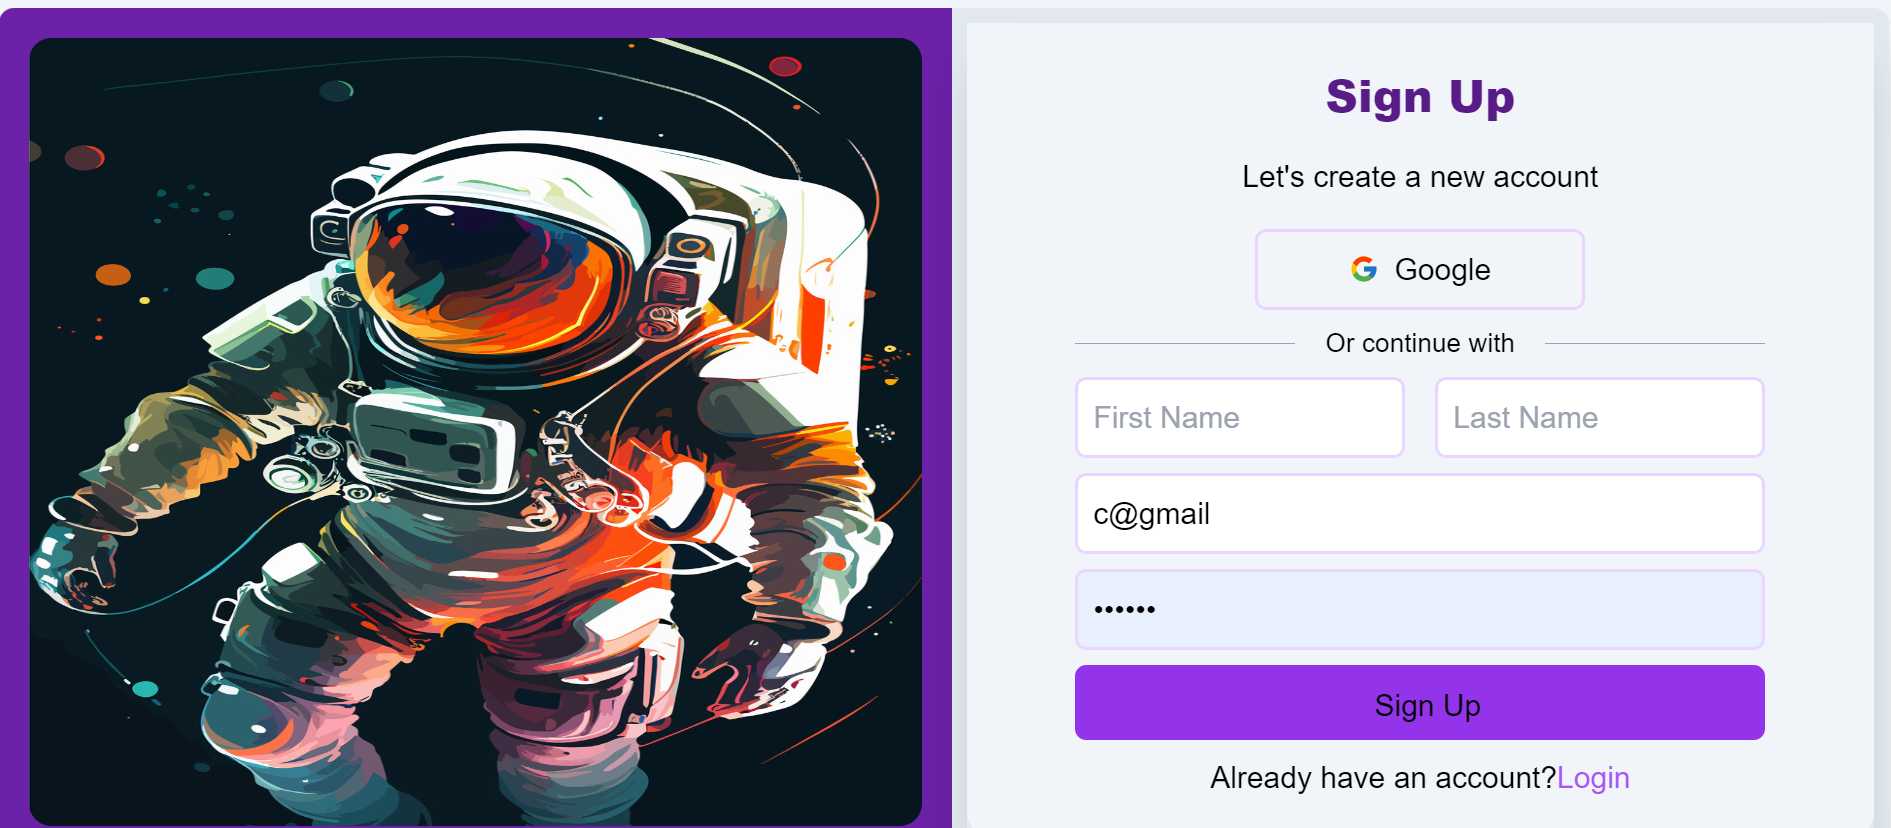 Sign Up
Let's create a new account
Google
Or continue with
First Name Last Name
c@gmail
••••••
Sign Up
Already have an account?Login